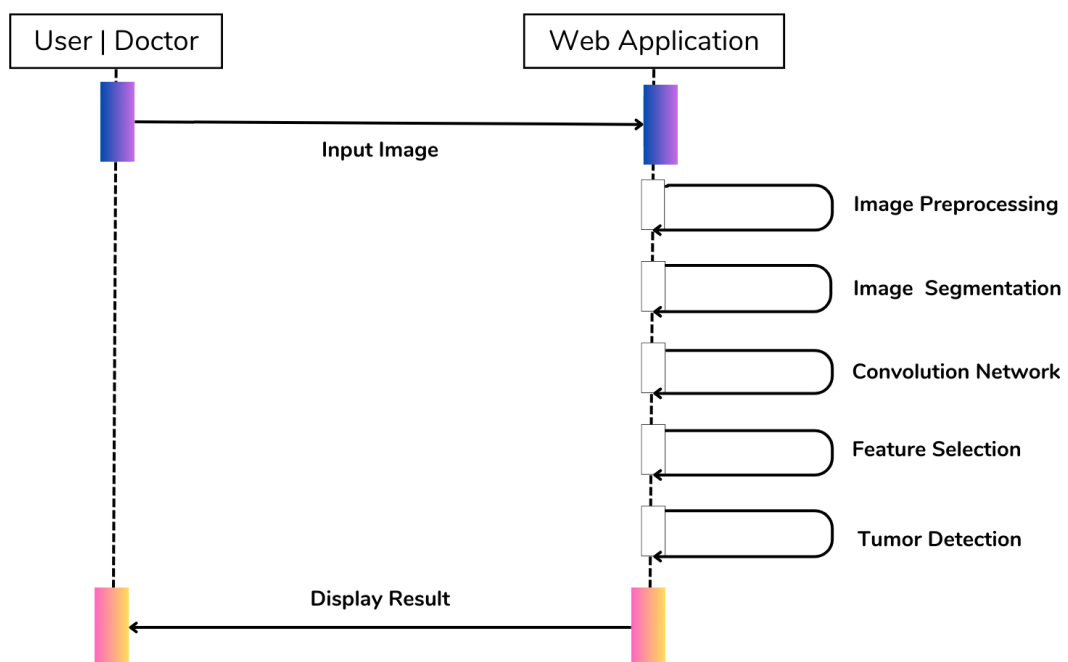 User | Doctor
Web Application
Input Image
Image Preprocessing
Image Segmentation
Convolution Network
Feature Selection
Tumor Detection
Display Result